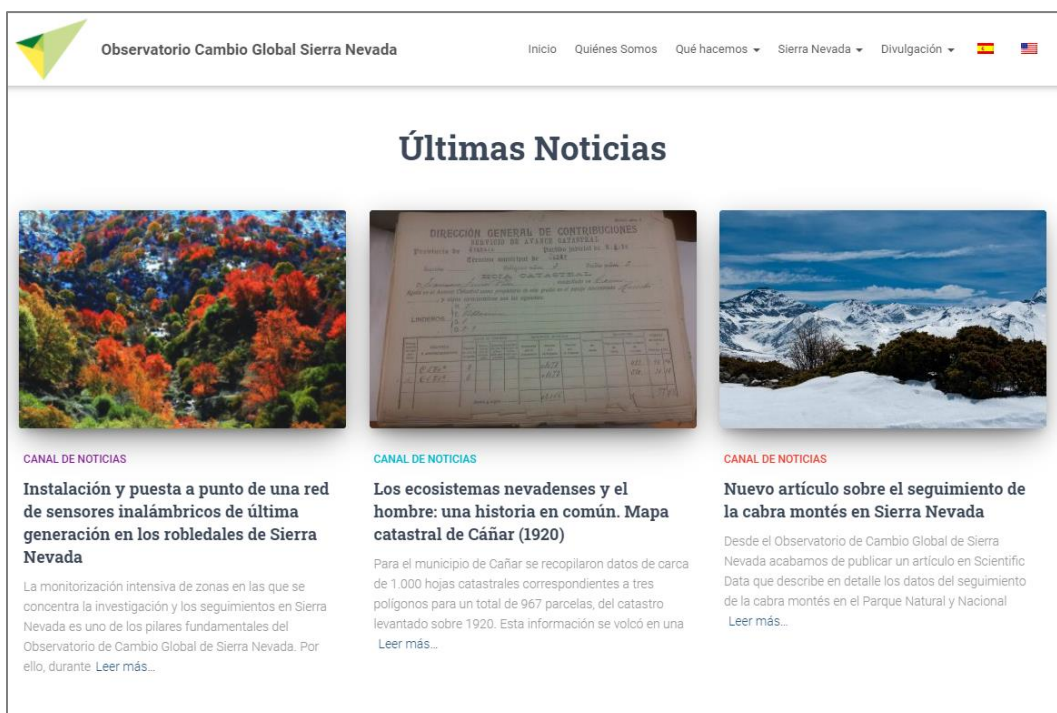 Observatorio Cambio Global Sierra Nevada
Inicio Quiénes Somos Qué hacemos Sierra Nevada Divulgación
Últimas Noticias
DIRECCIÓN GENERAL DE CONTRIBUCIONES
SERVICIO DE AVANCE CATASTRAL
Provincia de
HOJA CATASTRAL
CANAL DE NOTICIAS
Instalación y puesta a punto de una red
de sensores inalámbricos de última
generación en los robledales de Sierra
Nevada
La monitorización intensiva de zonas en las que se
concentra la investigación y los seguimientos en Sierra
Nevada es uno de los pilares fundamentales del
Observatorio de Cambio Global de Sierra Nevada. Por
ello, durante Leer más...
CANAL DE NOTICIAS
Los ecosistemas nevadenses y el
hombre: una historia en común. Mapa
catastral de Cáñar (1920)
Para el municipio de Cañar se recopilaron datos de carca
de 1.000 hojas catastrales correspondientes a tres
polígonos para un total de 967 parcelas, del catastro
levantado sobre 1920. Esta información se volcó en una
Leer más...
CANAL DE NOTICIAS
Nuevo artículo sobre el seguimiento de
la cabra montés en Sierra Nevada
Desde el Observatorio de Cambio Global de Sierra
Nevada acabamos de publicar un artículo en Scientific
Data que describe en detalle los datos del seguimiento
de la cabra montés en el Parque Natural y Nacional
Leer más...